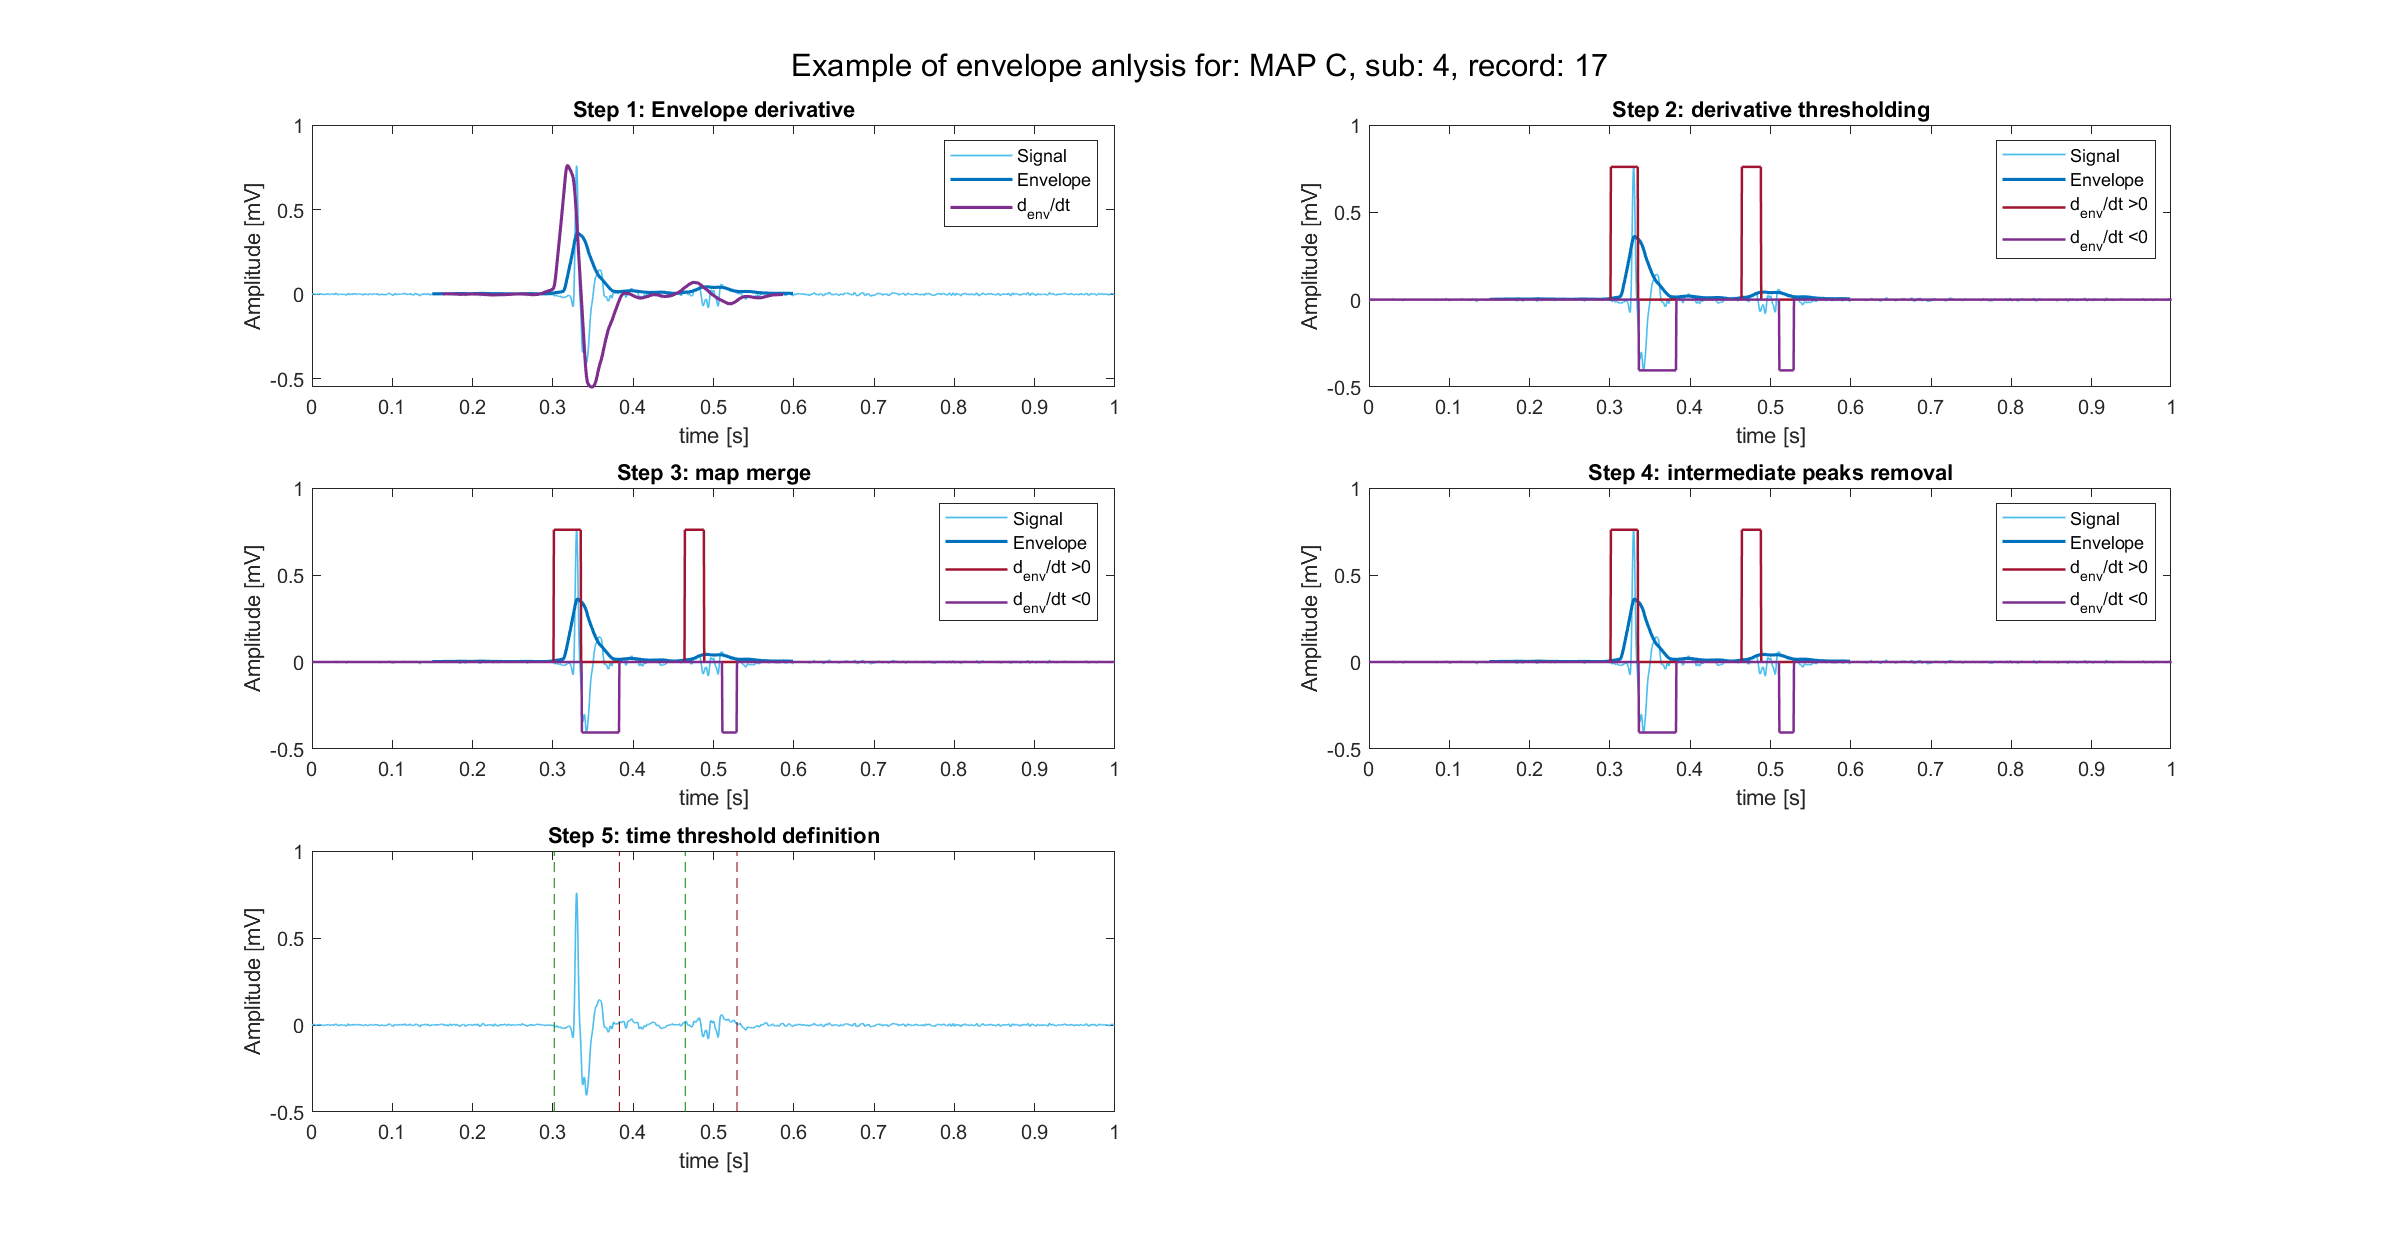 Example of envelope anlysis for: MAP C, sub: 4, record: 17
Step 1: Envelope derivative
1
0.5
0
-0.5
Amplitude [mV]
0 0.1 0.2 0.3 0.4 0.5 0.6 0.7 0.8 0.9 1
time [s]
Signal
Envelope
d_env/dt
Step 2: derivative thresholding
1
0.5
0
-0.5
Amplitude [mV]
0 0.1 0.2 0.3 0.4 0.5 0.6 0.7 0.8 0.9 1
time [s]
Signal
Envelope
d_env/dt >0
d_env/dt <0
Step 3: map merge
1
0.5
0
-0.5
Amplitude [mV]
0 0.1 0.2 0.3 0.4 0.5 0.6 0.7 0.8 0.9 1
time [s]
Signal
Envelope
d_env/dt >0
d_env/dt <0
Step 4: intermediate peaks removal
1
0.5
0
-0.5
Amplitude [mV]
0 0.1 0.2 0.3 0.4 0.5 0.6 0.7 0.8 0.9 1
time [s]
Signal
Envelope
d_env/dt >0
d_env/dt <0
Step 5: time threshold definition
1
0.5
0
-0.5
Amplitude [mV]
0 0.1 0.2 0.3 0.4 0.5 0.6 0.7 0.8 0.9 1
time [s]